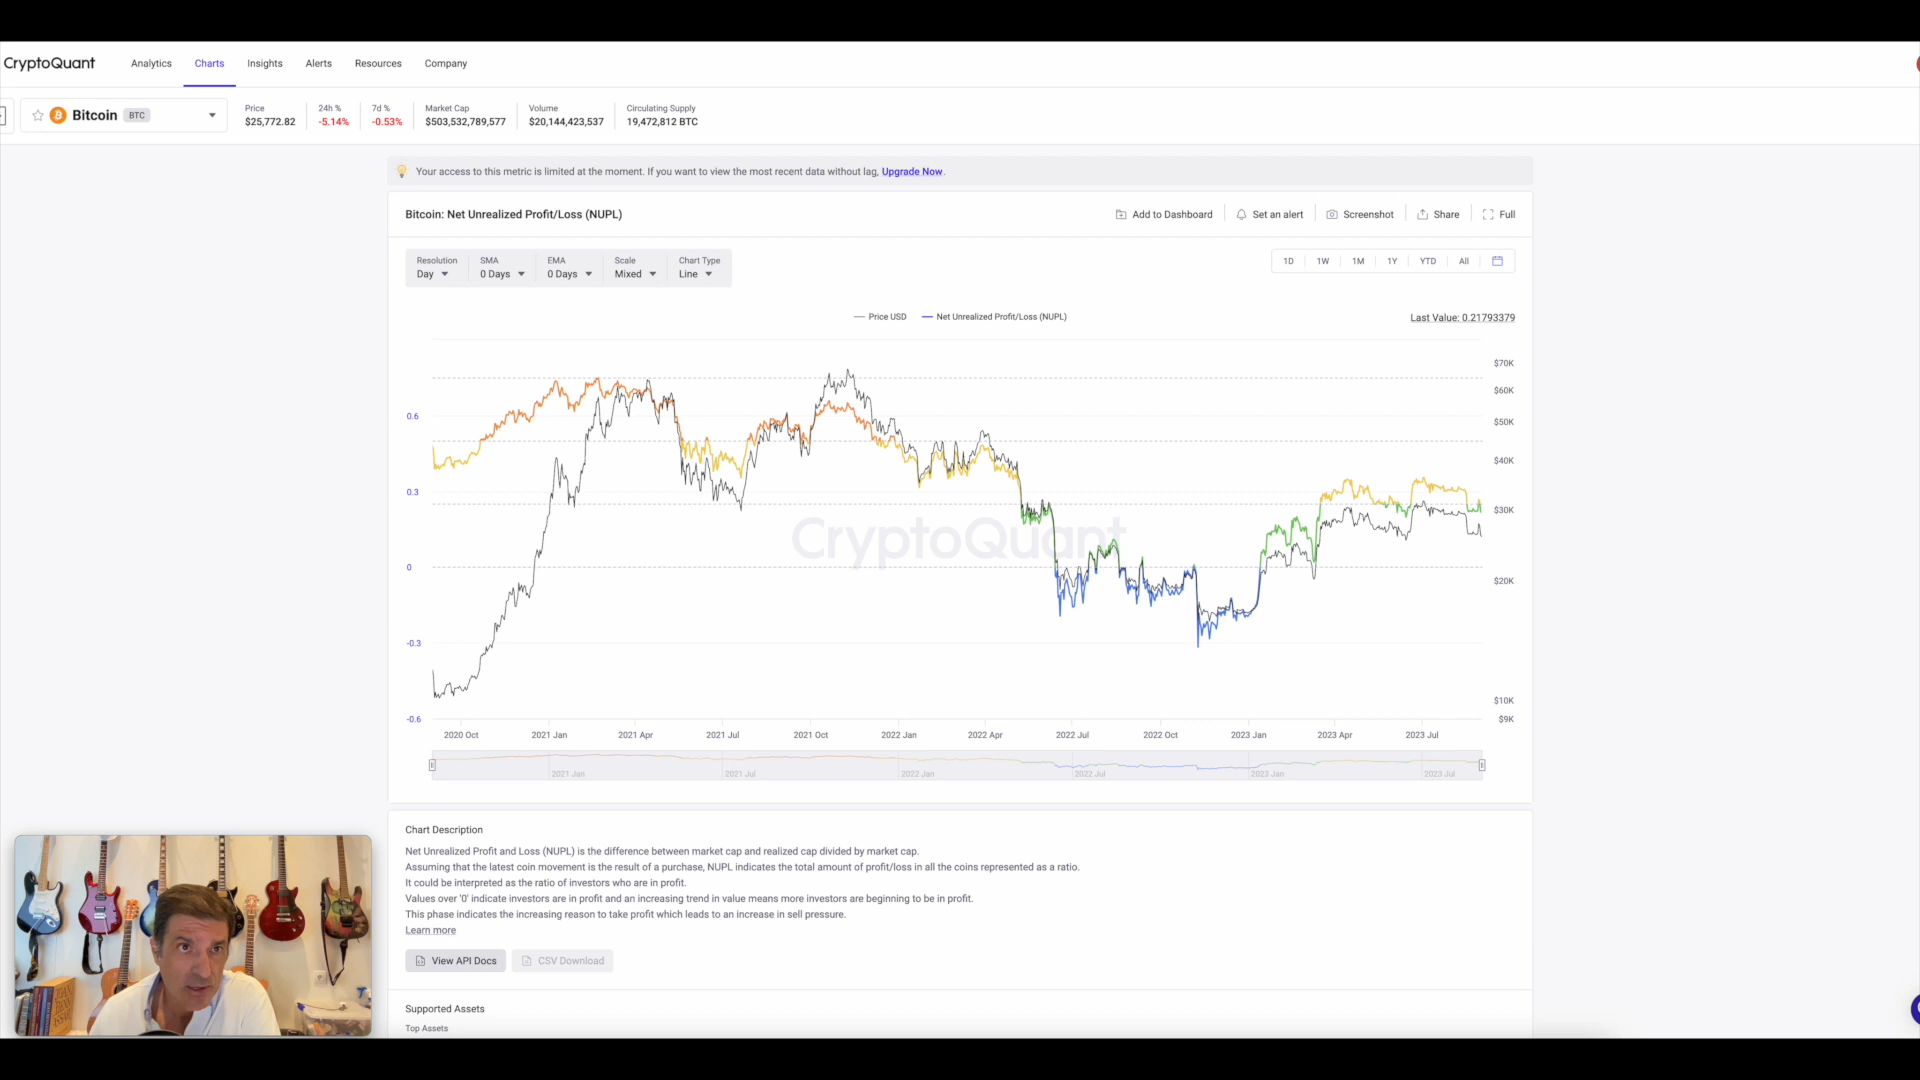 CryptoQuant
Analytics
Charts
Insights
Alerts
Resources
Company
Bitcoin BTC
Price
$25,772.82
24h %
-5.14%
7d %
-0.53%
Market Cap
$503,532,789,577
Volume
$20,144,423,537
Circulating Supply
19,472,812 BTC
Your access to this metric is limited at the moment. If you want to view the most recent data without lag, Upgrade Now.
Bitcoin: Net Unrealized Profit/Loss (NUPL)
Add to Dashboard
Set an alert
Screenshot
Share
Full
Resolution
Day
SMA
0 Days
EMA
0 Days
Scale
Mixed
Chart Type
Line
1D
1W
1M
1Y
YTD
All
Price USD
Net Unrealized Profit/Loss (NUPL)
Last Value: 0.21793379
0.6
0.3
0
-0.3
-0.6
$70K
$60K
$50K
$40K
$30K
$20K
$10K
$9K
CryptoQuant
2020 Oct
2021 Jan
2021 Apr
2021 Jul
2021 Oct
2022 Jan
2022 Apr
2022 Jul
2022 Oct
2023 Jan
2023 Apr
2023 Jul
2021 Jan
2021 Jul
2022 Jan
2022 Jul
2023 Jan
2023 Jul
Chart Description
Net Unrealized Profit and Loss (NUPL) is the difference between market cap and realized cap divided by market cap.
Assuming that the latest coin movement is the result of a purchase, NUPL indicates the total amount of profit/loss in all the coins represented as a ratio.
It could be interpreted as the ratio of investors who are in profit.
Values over '0' indicate investors are in profit and an increasing trend in value means more investors are beginning to be in profit.
This phase indicates the increasing reason to take profit which leads to an increase in sell pressure.
Learn more
View API Docs
CSV Download
Supported Assets
Top Assets